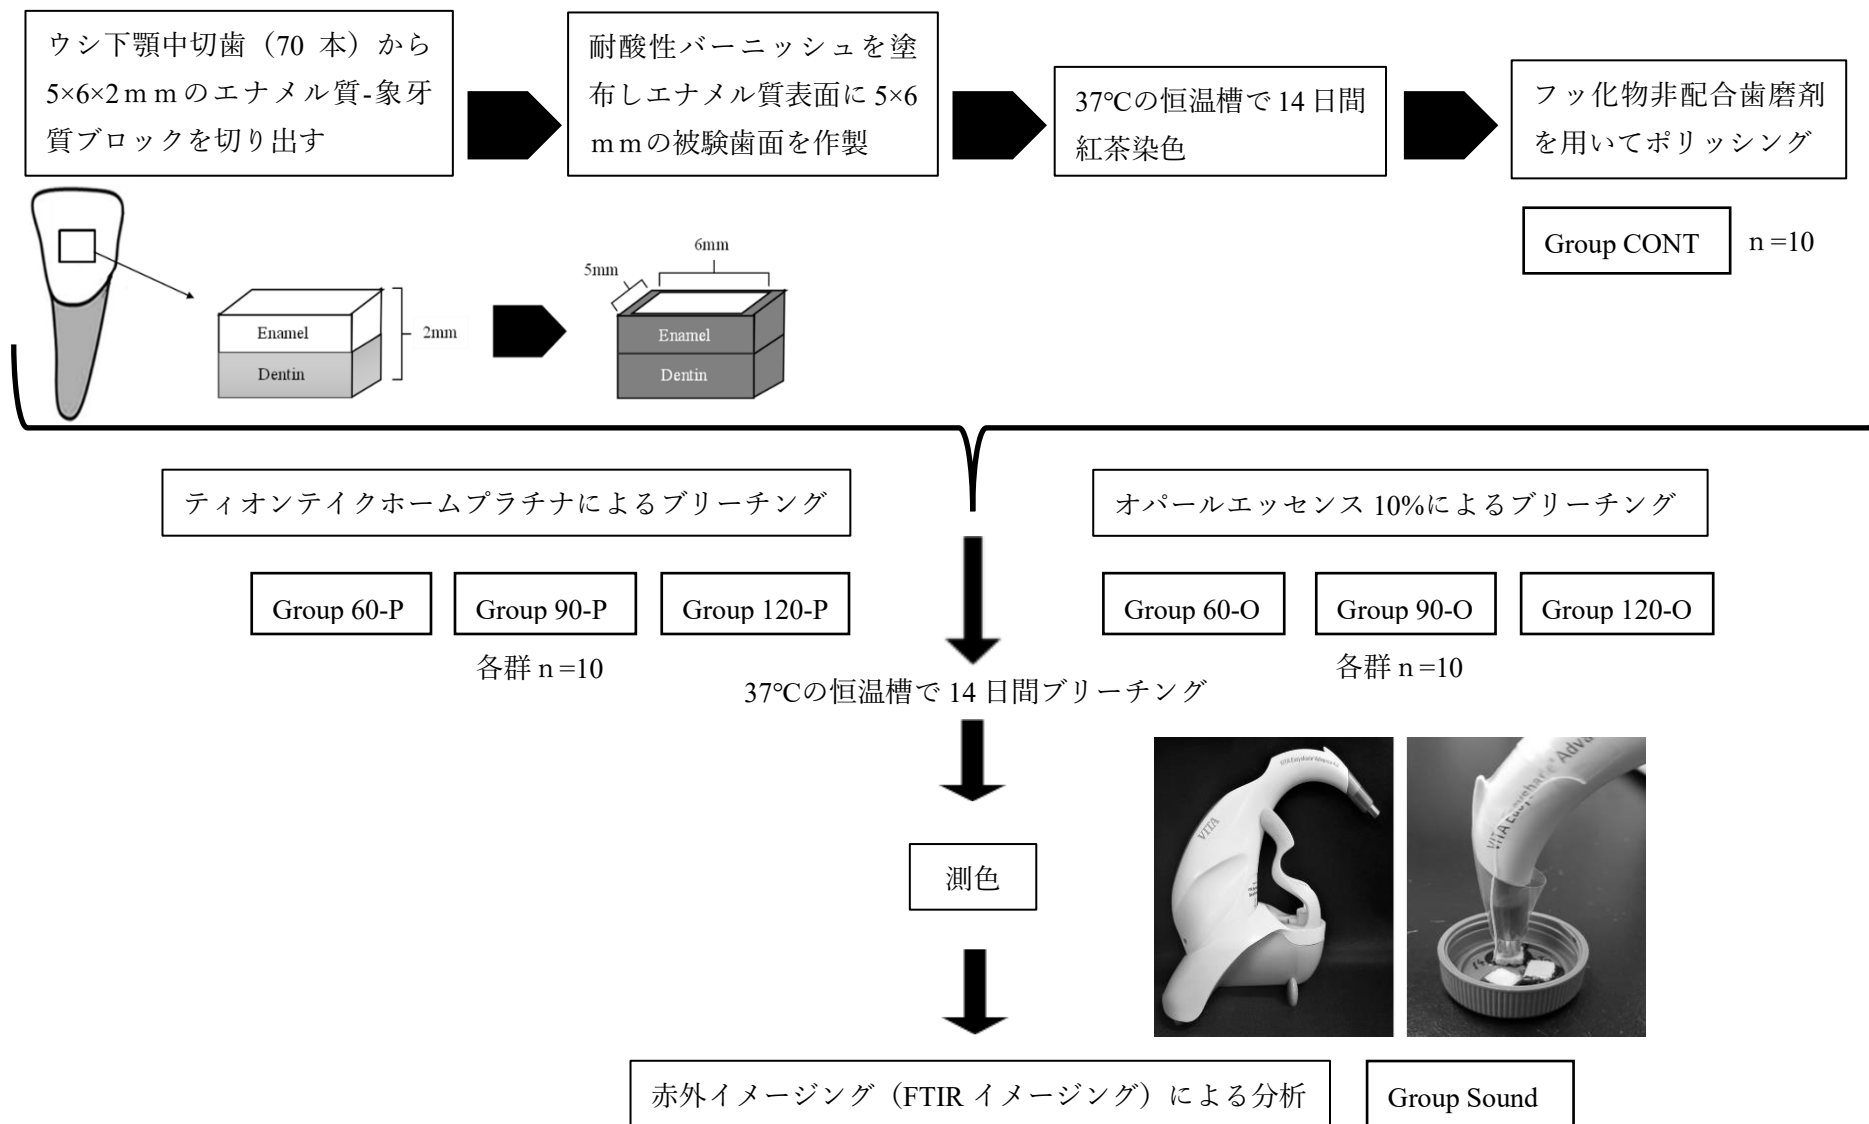 ウシ下顎中切歯（70 本）から
5×6×2ｍｍのエナメル質-象牙
質ブロックを切り出す
耐酸性バーニッシュを塗
布しエナメル質表面に 5×6
ｍｍの被験歯面を作製
37℃の恒温槽で 14 日間
紅茶染色
フッ化物非配合歯磨剤
を用いてポリッシング
Group CONT
ｎ=10
6mm
5mm
Enamel
Dentin
2mm
Enamel
Dentin
ティオンテイクホームプラチナによるブリーチング
オパールエッセンス 10%によるブリーチング
Group 60-P
Group 90-P
Group 120-P
Group 60-O
Group 90-O
Group 120-O
各群ｎ=10
各群ｎ=10
37℃の恒温槽で 14 日間ブリーチング
VITA
測色
赤外イメージング（FTIR イメージング）による分析
Group Sound